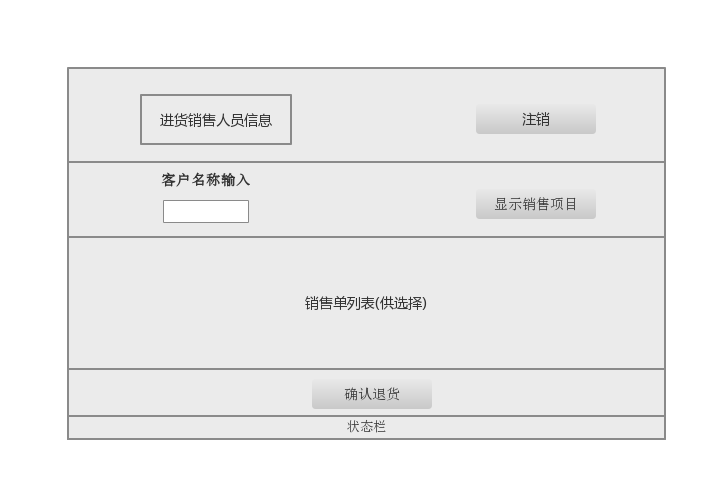 进货销售人员信息
注销
客户名称输入
显示销售项目
销售单列表(供选择)
确认退货
状态栏